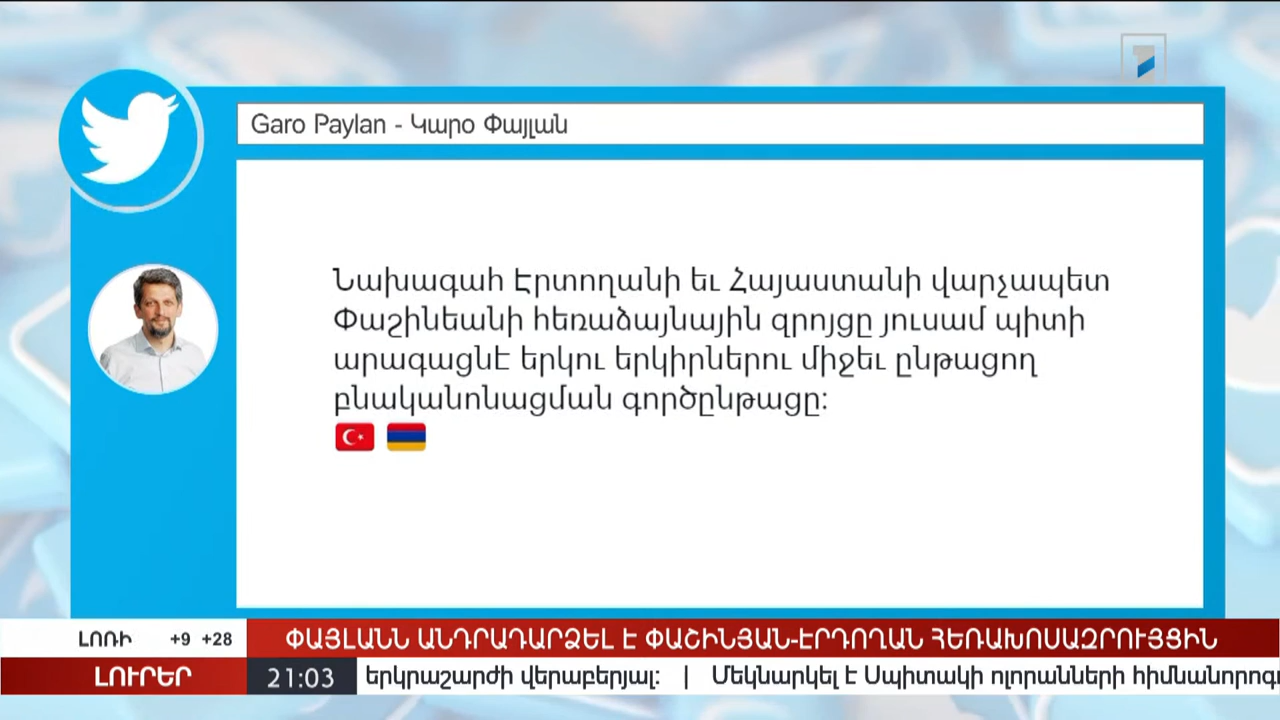 Garo Paylan - Կարո Փայլան
Նախագահ Էրտողանի եւ Հայաստանի վարչապետ
Փաշինեանի հեռաձայնային զրոյցը յուսամ պիտի
արագացնէ երկու երկիրներու միջեւ ընթացող
բնականոնացման գործընթացը:
ԼՈՌԻ +9 +28
ՓԱՅԼԱՆՆ ԱՆԴՐԱԴԱՐՁԵԼ Է ՓԱՇԻՆՅԱՆ-ԷՐԴՈՂԱՆ ՀԵՌԱԽՈՍԱԶՐՈՒՅՑԻՆ
ԼՈՒՐԵՐ 21:03 երկրաշարժի վերաբերյալ: | Մեկնարկել է Սպիտակի ոլորանների հիմնանորոգ